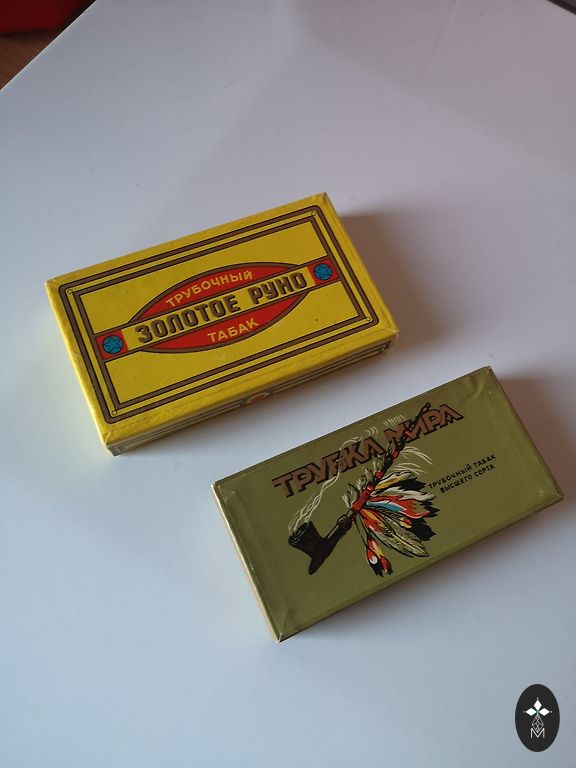 ТРУБОЧНЫЙ
ЗОЛОТОЕ РУНО
ТАБАК
ТРУБКА МИРА
ТРУБОЧНЫЙ ТАБАК
ВЫСШЕГО СОРТА
M